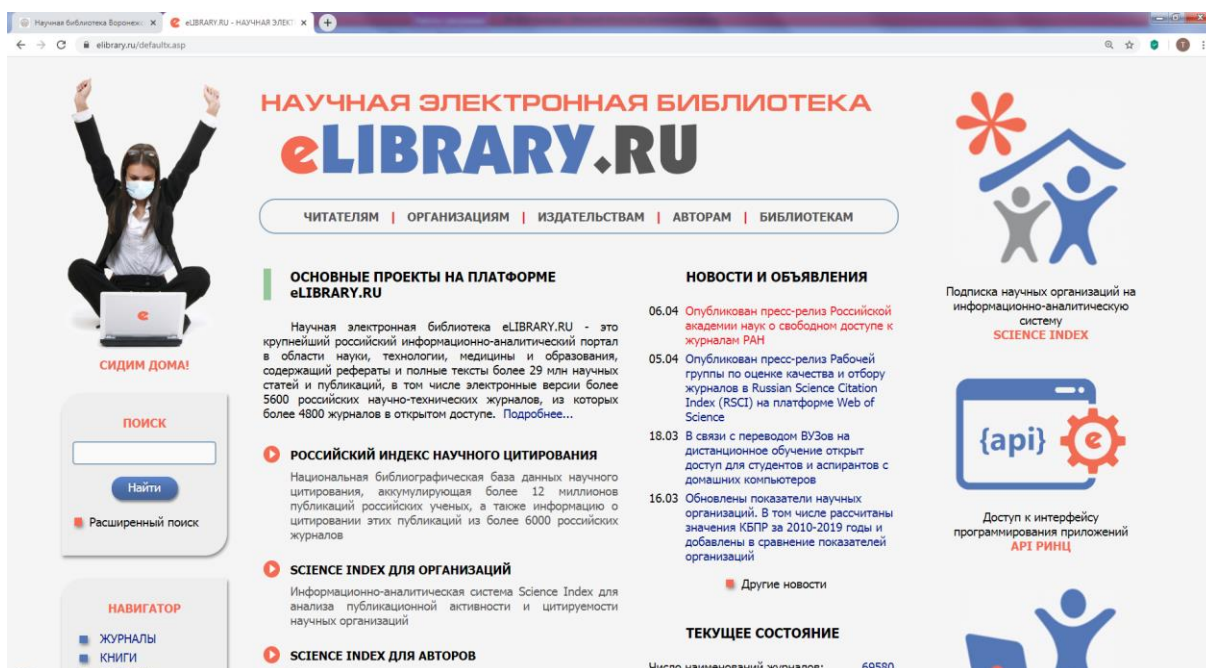 Научная библиотека Воронежс
eLIBRARY.RU - НАУЧНАЯ ЭЛЕКТ
elibrary.ru/defaultx.asp
НАУЧНАЯ ЭЛЕКТРОННАЯ БИБЛИОТЕКА
eLIBRARY.RU
ЧИТАТЕЛЯМ | ОРГАНИЗАЦИЯМ | ИЗДАТЕЛЬСТВАМ | АВТОРАМ | БИБЛИОТЕКАМ
e
СИДИМ ДОМА!
ПОИСК
Найти
Расширенный поиск
НАВИГАТОР
ЖУРНАЛЫ
КНИГИ
ОСНОВНЫЕ ПРОЕКТЫ НА ПЛАТФОРМЕ
eLIBRARY.RU
Научная электронная библиотека eLIBRARY.RU - это
крупнейший российский информационно-аналитический портал
в области науки, технологии, медицины и образования,
содержащий рефераты и полные тексты более 29 млн научных
статей и публикаций, в том числе электронные версии более
5600 российских научно-технических журналов, из которых
более 4800 журналов в открытом доступе. Подробнее...
РОССИЙСКИЙ ИНДЕКС НАУЧНОГО ЦИТИРОВАНИЯ
Национальная библиографическая база данных научного
цитирования, аккумулирующая более 12 миллионов
публикаций российских ученых, а также информацию о
цитировании этих публикаций из более 6000 российских
журналов
SCIENCE INDEX ДЛЯ ОРГАНИЗАЦИЙ
Информационно-аналитическая система Science Index для
анализа публикационной активности и цитируемости
научных организаций
SCIENCE INDEX ДЛЯ АВТОРОВ
НОВОСТИ И ОБЪЯВЛЕНИЯ
06.04 Опубликован пресс-релиз Российской
академии наук о свободном доступе к
журналам РАН
05.04 Опубликован пресс-релиз Рабочей
группы по оценке качества и отбору
журналов в Russian Science Citation
Index (RSCI) на платформе Web of
Science
18.03 В связи с переводом ВУЗов на
дистанционное обучение открыт
доступ для студентов и аспирантов с
домашних компьютеров
16.03 Обновлены показатели научных
организаций. В том числе рассчитаны
значения КБПР за 2010-2019 годы и
добавлены в сравнение показателей
организаций
Другие новости
ТЕКУЩЕЕ СОСТОЯНИЕ
Число наименований журналов: 69580
Подписка научных организаций на
информационно-аналитическую
систему
SCIENCE INDEX
{api} e
Доступ к интерфейсу
программирования приложений
API РИНЦ